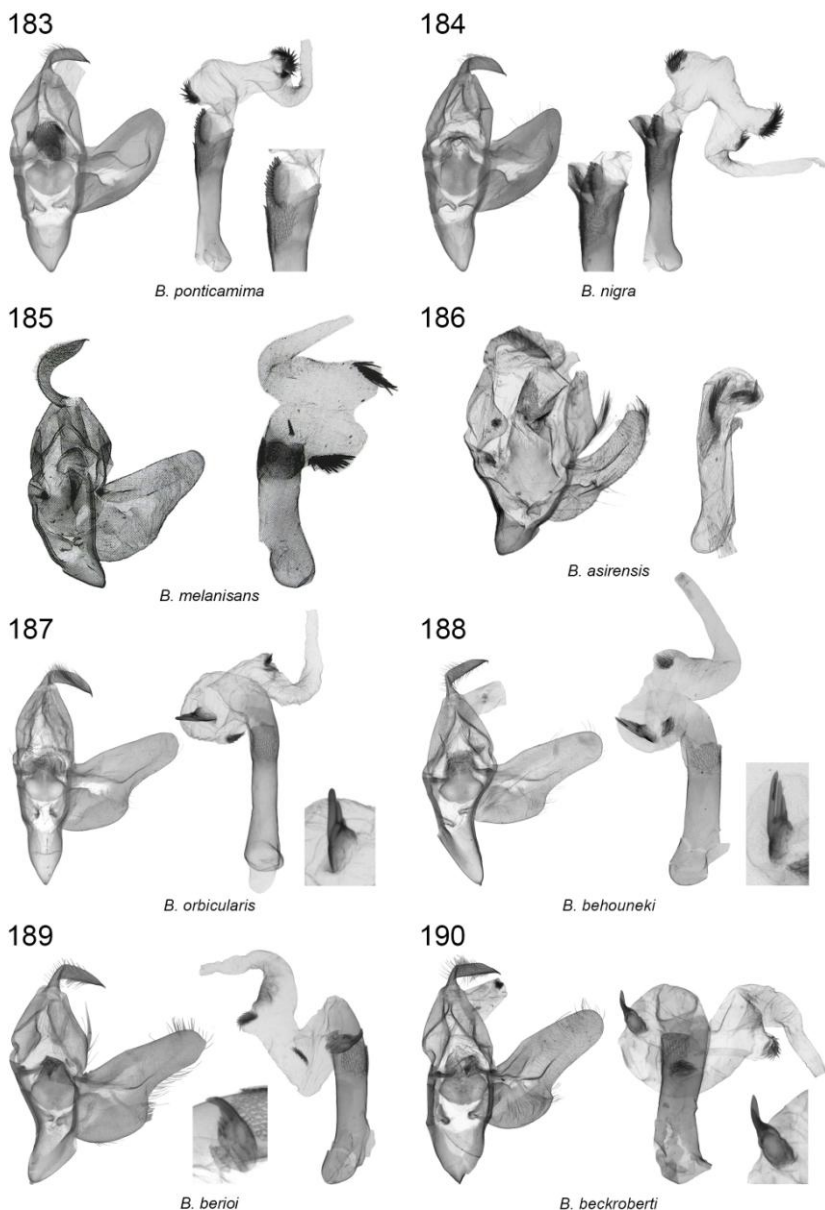 183
184
B. ponticamima
B. nigra
185
186
B. melanisans
B. asirensis
187
188
B. orbicularis
B. behouneki
189
190
B. berioi
B. beckroberti